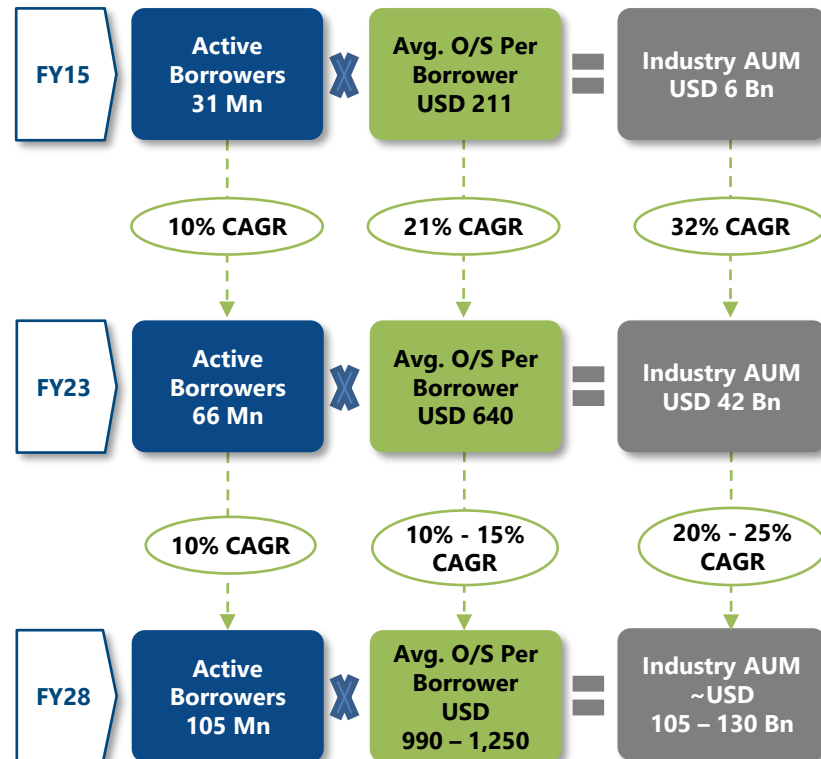 FY15
Active
Borrowers
31 Mn
Avg. O/S Per
Borrower
USD 211
Industry AUM
USD 6 Bn
10% CAGR
21% CAGR
32% CAGR
FY23
Active
Borrowers
66 Mn
Avg. O/S Per
Borrower
USD 640
Industry AUM
USD 42 Bn
10% CAGR
10% - 15%
CAGR
20% - 25%
CAGR
FY28
Active
Borrowers
105 Mn
Avg. O/S Per
Borrower
USD
990 – 1,250
Industry AUM
~USD
105 – 130 Bn